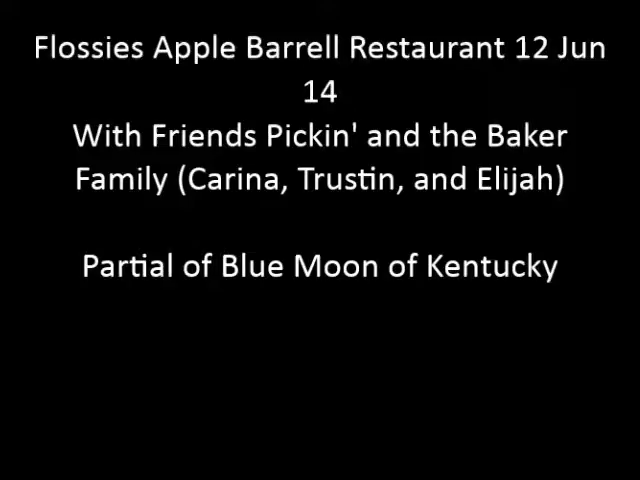 Flossies Apple Barrell Restaurant 12 Jun
14
With Friends Pickin' and the Baker
Family (Carina, Trustin, and Elijah)
Partial of Blue Moon of Kentucky